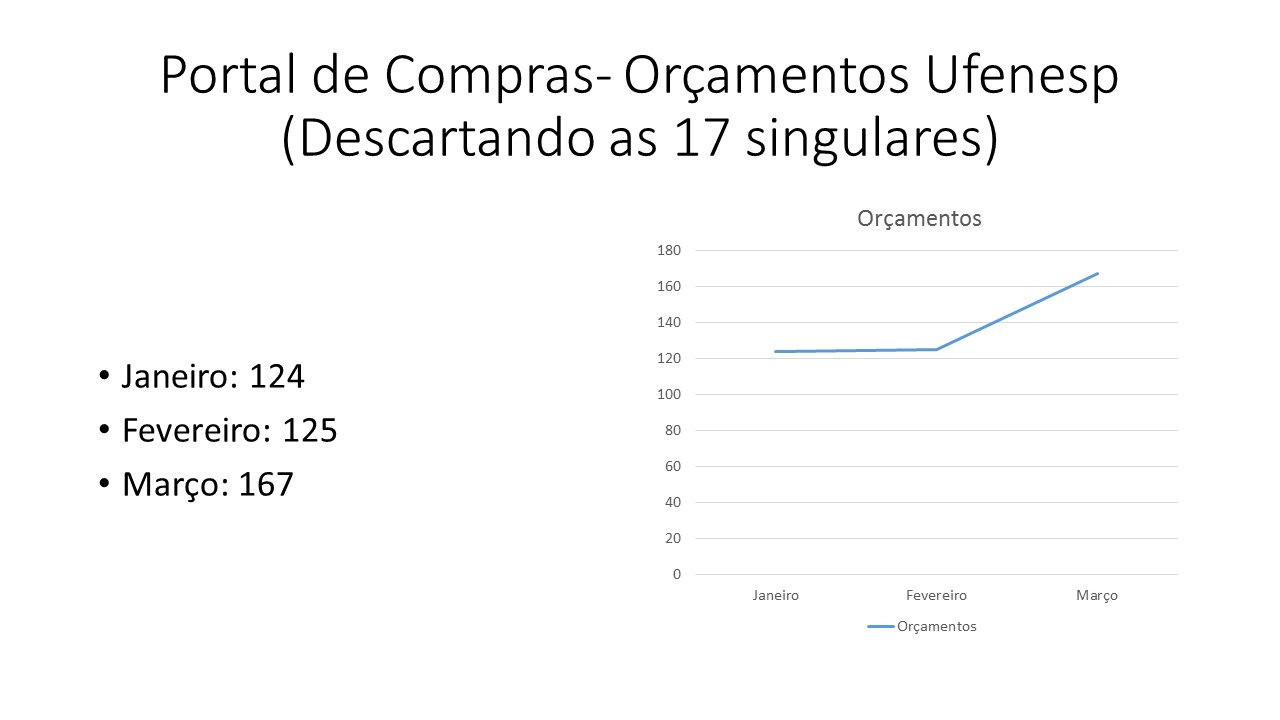 Portal de Compras- Orçamentos Ufenesp
(Descartando as 17 singulares)
• Janeiro: 124
• Fevereiro: 125
• Março: 167
Orçamentos
180
160
140
120
100
80
60
40
20
0
Janeiro Fevereiro Março
Orçamentos